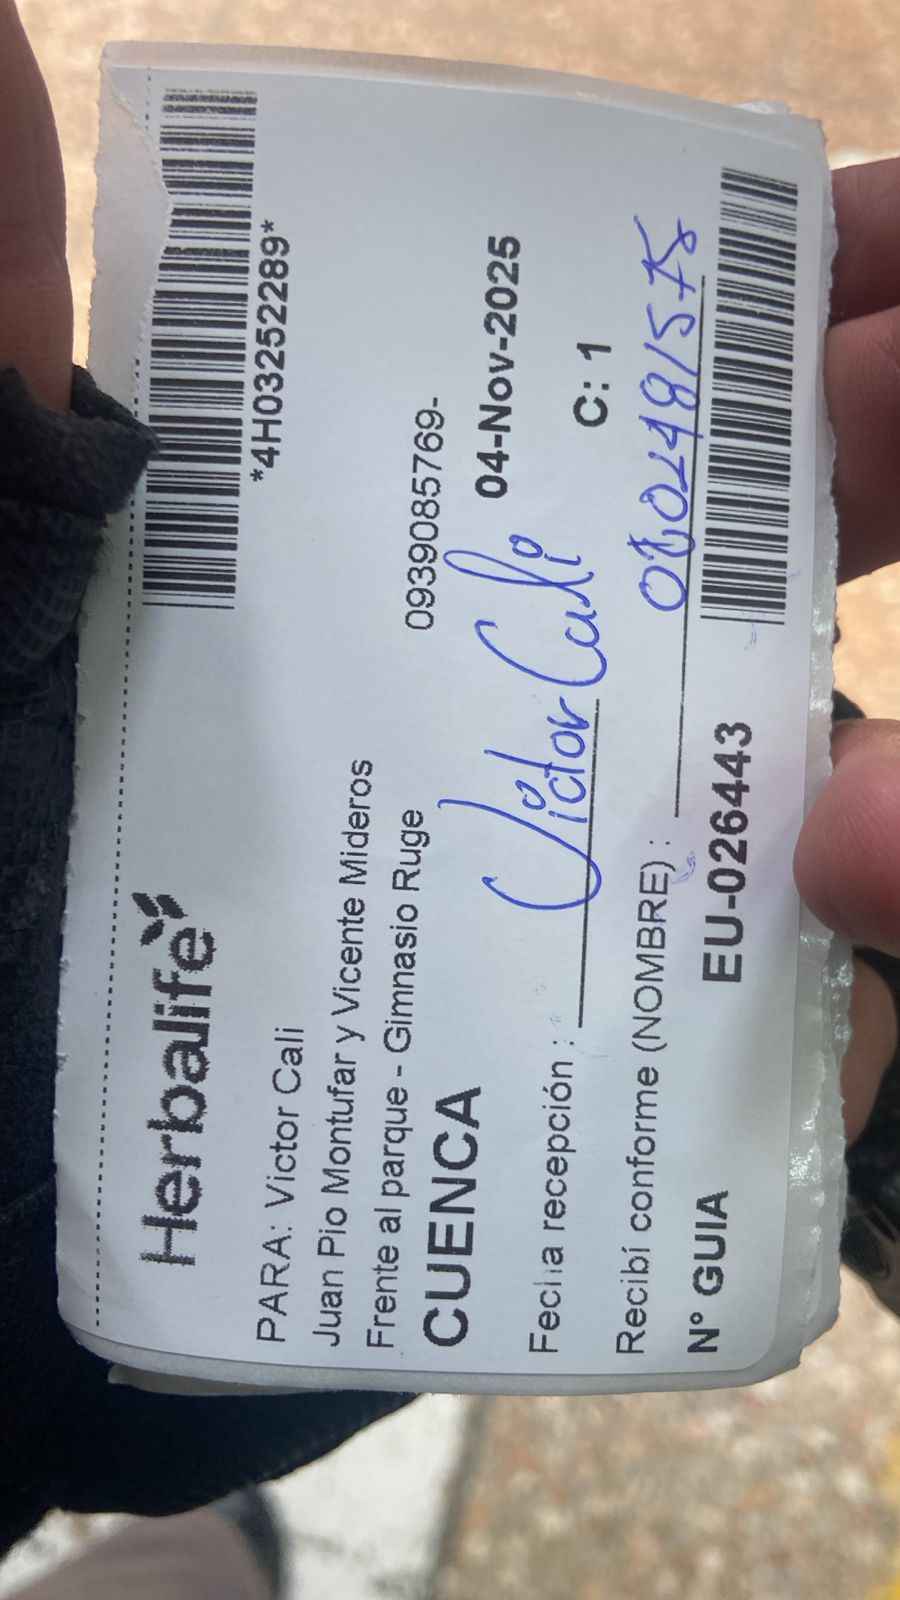 Herbalife
*4H03252289*
PARA: Victor Cali
Juan Pio Montufar y Vicente Mideros
Frente al parque - Gimnasio Ruge
0939085769-
CUENCA
04-Nov-2025
Victor Cali
Fecha recepción :
C: 1
Recibí conforme (NOMBRE) :
N° GUIA
EU-026443